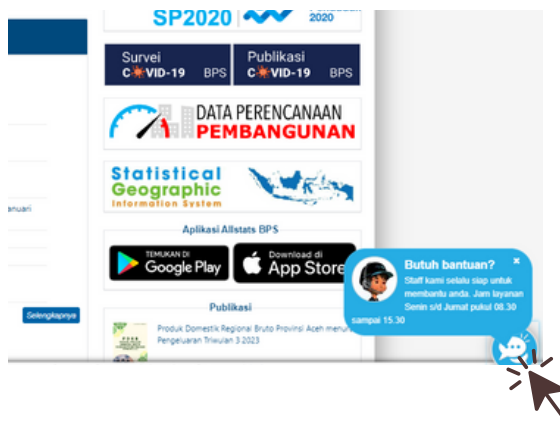 SP2020
2020
Survei
COVID-19 BPS
Publikasi
COVID-19 BPS
DATA PERENCANAAN
PEMBANGUNAN
Statistical
Geographic
Information System
anuari
Aplikasi Allstats BPS
TEMUKAN DI
Google Play
Download di
App Store
Butuh bantuan? ×
Staff kami selalu siap untuk
membantu anda. Jam layanan
Senin s/d Jumat pukul 08.30
sampai 15.30
Selengkapnya
Publikasi
Produk Domestik Regional Bruto Provinsi Aceh menuru
Pengeluaran Triwulan 3 2023